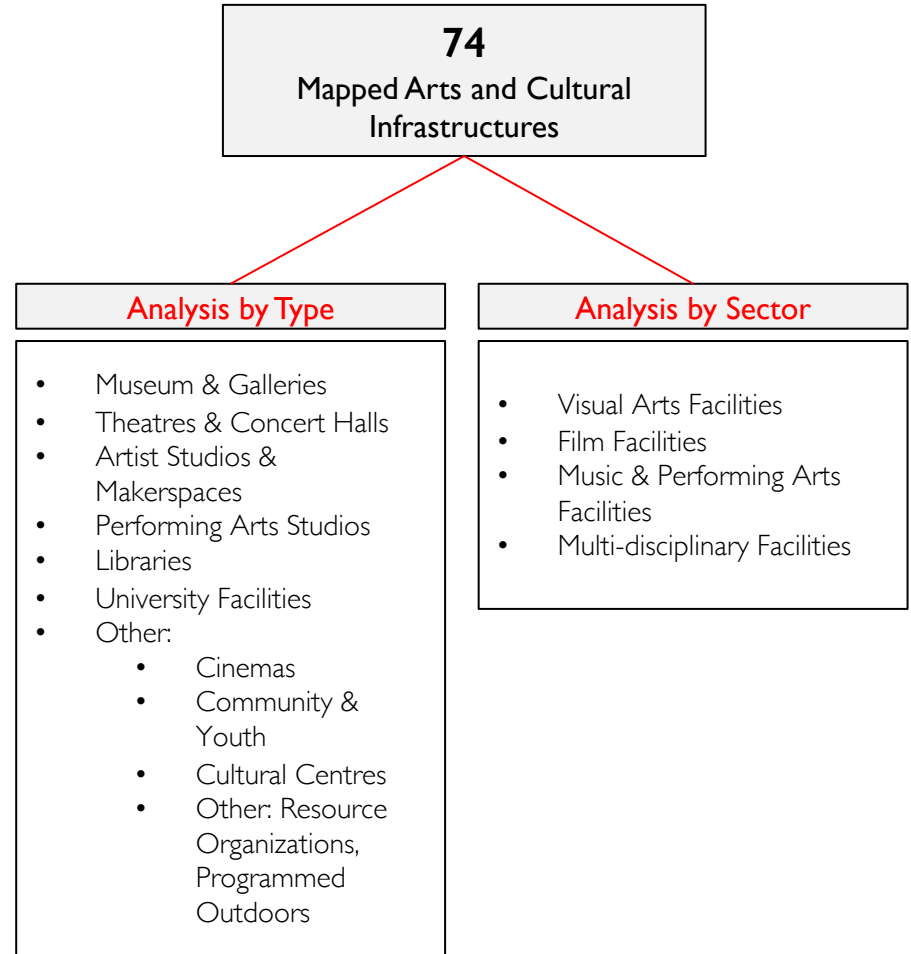 74
Mapped Arts and Cultural
Infrastructures
Analysis by Type
• Museum & Galleries
• Theatres & Concert Halls
• Artist Studios &
Makerspaces
• Performing Arts Studios
• Libraries
• University Facilities
• Other:
• Cinemas
• Community &
Youth
• Cultural Centres
• Other: Resource
Organizations,
Programmed
Outdoors
Analysis by Sector
• Visual Arts Facilities
• Film Facilities
• Music & Performing Arts
Facilities
• Multi-disciplinary Facilities